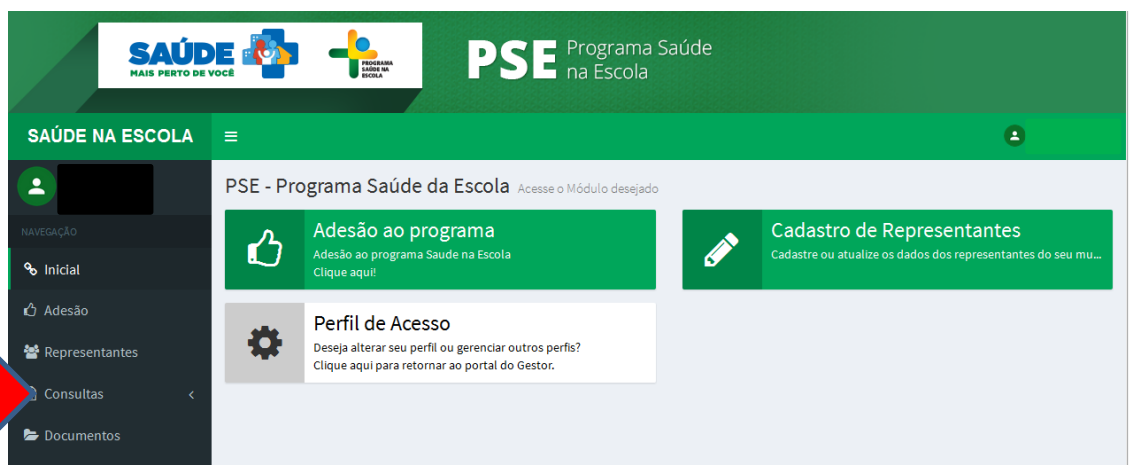 SAÚDE
MAIS PERTO DE VOCÊ
PROGRAMA
SAÚDE NA
ESCOLA
PSE Programa Saúde
na Escola
SAÚDE NA ESCOLA
PSE - Programa Saúde da Escola Acesse o Módulo desejado
NAVEGAÇÃO
Inicial
Adesão
Representantes
Consultas
Documentos
Adesão ao programa
Adesão ao programa Saude na Escola
Clique aqui!
Cadastro de Representantes
Cadastre ou atualize os dados dos representantes do seu mu...
Perfil de Acesso
Deseja alterar seu perfil ou gerenciar outros perfis?
Clique aqui para retornar ao portal do Gestor.